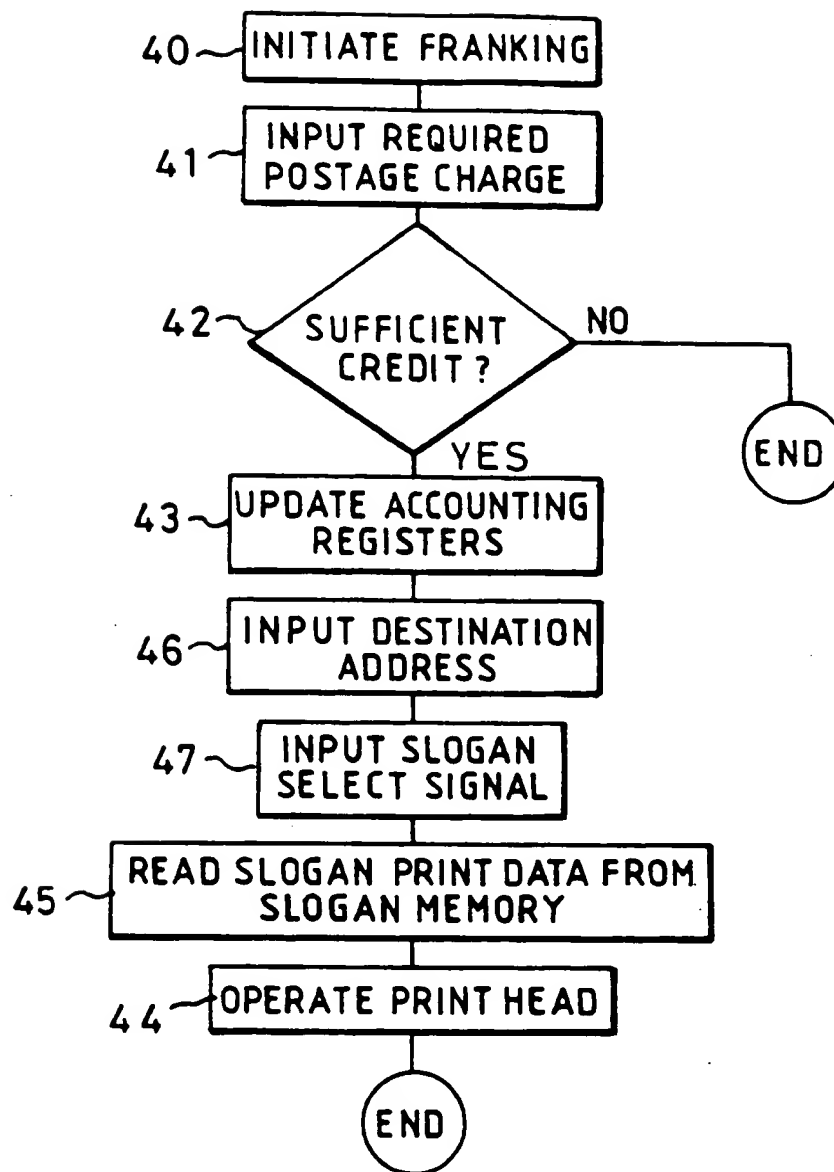 40
INITIATE FRANKING
41
INPUT REQUIRED
POSTAGE CHARGE
42
SUFFICIENT
CREDIT ?
NO
END
YES
43
UPDATE ACCOUNTING
REGISTERS
46
INPUT DESTINATION
ADDRESS
47
INPUT SLOGAN
SELECT SIGNAL
45
READ SLOGAN PRINT DATA FROM
SLOGAN MEMORY
44
OPERATE PRINT HEAD
END